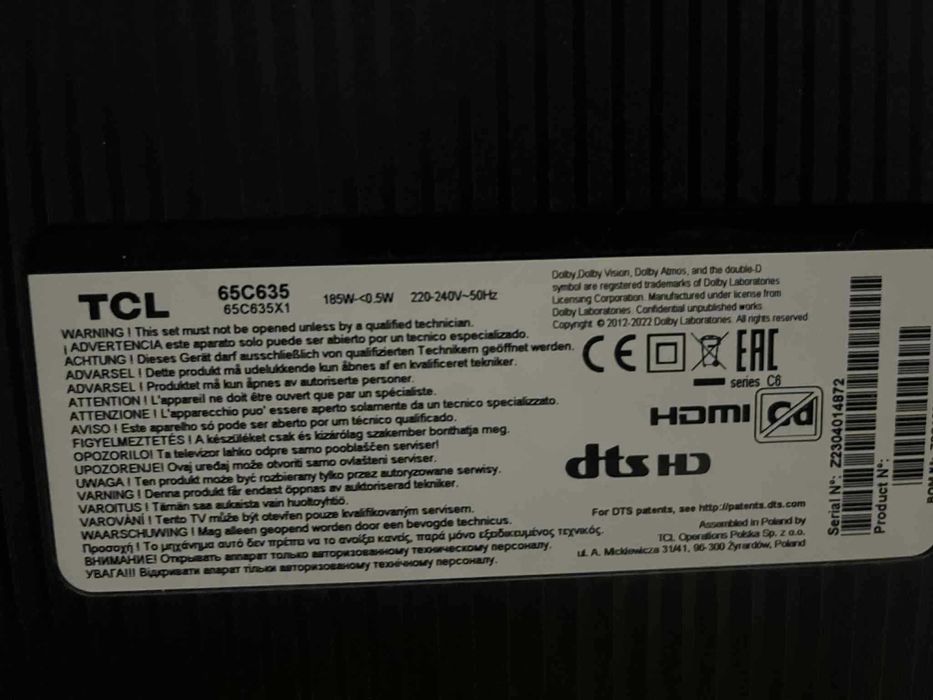 TCL
65C635
65C635X1
185W-<0.5W 220-240V~50Hz
WARNING ! This set must not be opened unless by a qualified technician.
¡ ADVERTENCIA este aparato solo puede ser abierto por un tecnico especializado.
ACHTUNG ! Dieses Gerät darf ausschließlich von qualifizierten Technikern geöffnet werden.
ADVARSEL ! Dette produkt må udelukkende kun åbnes af en kvalificeret tekniker.
ADVARSEL ! Produktet må kun åpnes av autoriserte personer.
ATTENTION ! L'appareil ne doit être ouvert que par un spécialiste.
ATTENZIONE ! L'apparecchio puo' essere aperto solamente da un tecnico specializzato.
AVISO ! Este aparelho só pode ser aberto por um técnico qualificado.
FIGYELMEZTETÉS ! A készüléket csak és kizárólag szakember bonthatja meg.
OPOZORILO! Ta televizor lahko odpre samo pooblaščen serviser!
UPOZORENJE! Ovaj uređaj može otvoriti samo ovlašteni serviser.
UWAGA ! Ten produkt może być rozbierany tylko przez autoryzowane serwisy.
VARNING ! Denna produkt får endast öppnas av auktoriserad tekniker.
VAROITUS ! Tämän saa aukaista vain huoltoyhtiö.
VAROVÁNÍ ! Tento TV může být otevřen pouze kvalifikovaným servisem.
WAARSCHUWING ! Mag alleen geopend worden door een bevogde technicus.
Προσοχή ! Το μηχάνημα αυτό δεν πρέπει να το ανοίξει κανείς, παρά μόνο εξειδικευμένος τεχνικός.
ВНИМАНИЕ! Открывать аппарат только авторизованному техническому персоналу.
УВАГА!!! Відкривати апарат тільки авторизованому технічному персоналу.
Dolby,Dolby Vision, Dolby Atmos, and the double-D
symbol are registered trademarks of Dolby Laboratories
Licensing Corporation. Manufactured under license from
Dolby Laboratories. Confidential unpublished works.
Copyright © 2012-2022 Dolby Laboratories. All rights reserved
CE EAC
series C6
HDMI Cd
dts HD
For DTS patents, see http://patents.dts.com
Assembled in Poland by
TCL Operations Polska Sp. z o.o.
ul. A. Mickiewicza 31/41, 96-300 Żyrardów, Poland
Serial N°: Z2304014872
Product N°: